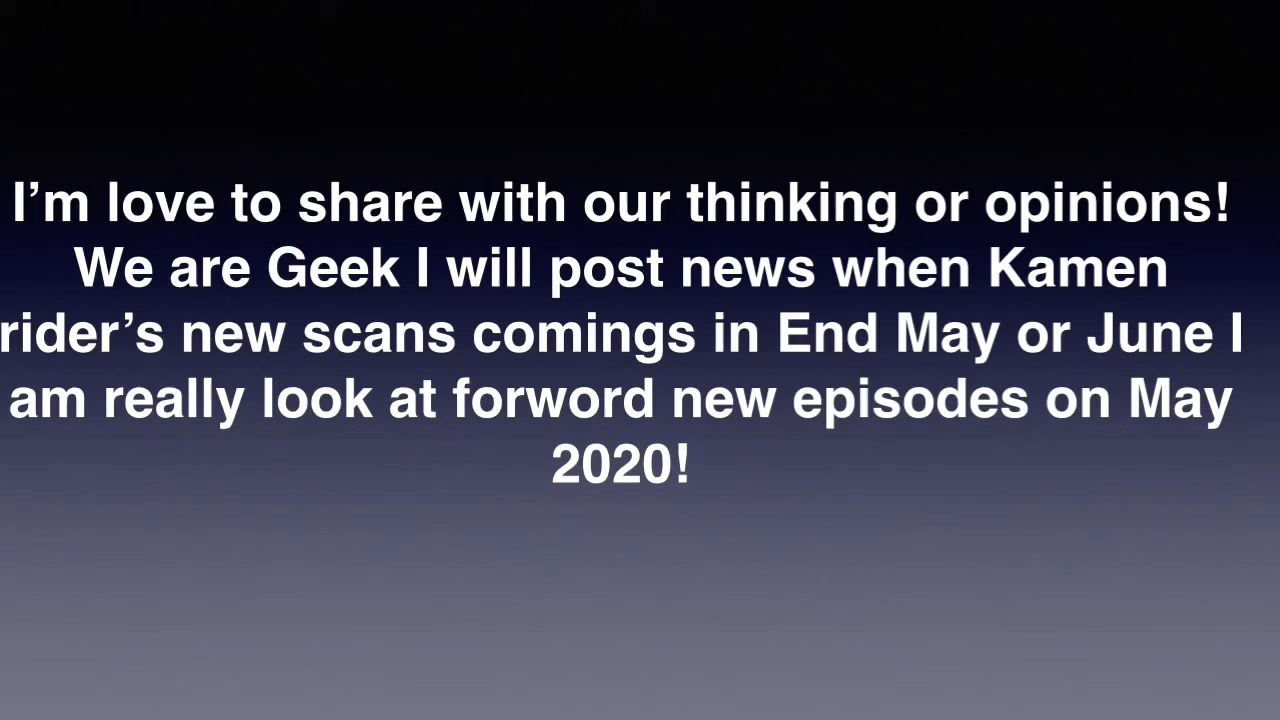 I’m love to share with our thinking or opinions!
We are Geek I will post news when Kamen
rider’s new scans comings in End May or June I
am really look at forword new episodes on May
2020!